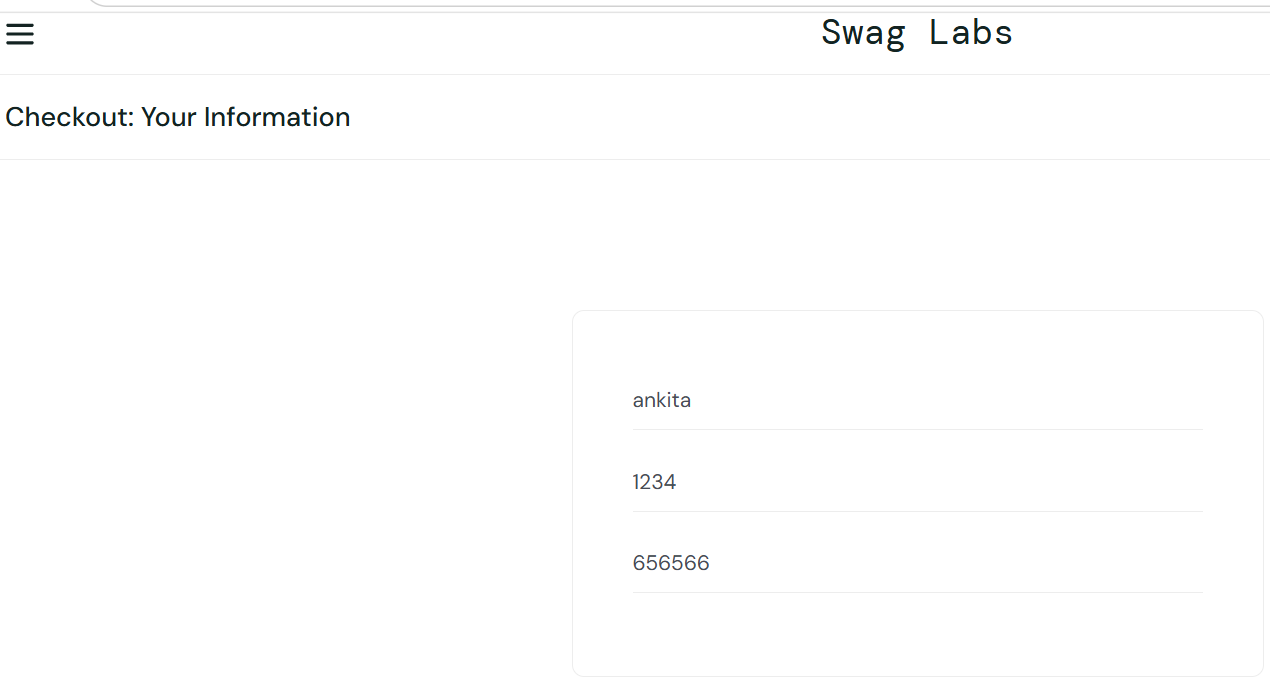 Swag Labs
Checkout: Your Information
ankita
1234
656566